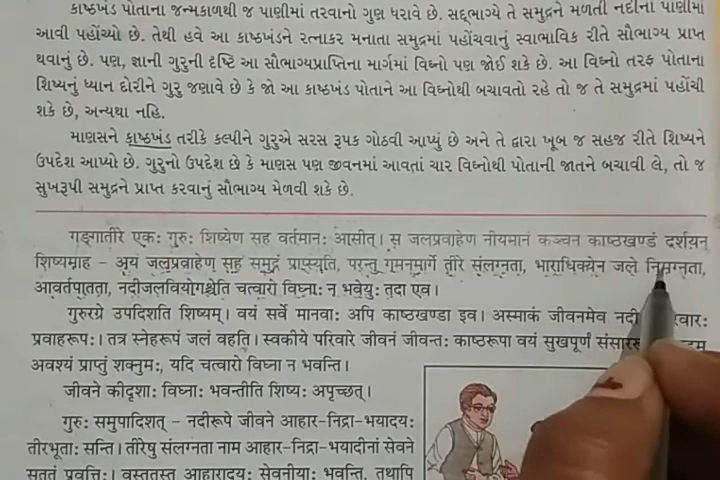 કાષ્ઠખંડ પોતાના જન્મકાળથી જ પાણીમાં તરવાનો ગુણ ધરાવે છે. સદ્ભાગ્યે તે સમુદ્રને મળતી નદીના પાણીમાં
આવી પહોંચ્યો છે. તેથી હવે આ કાષ્ઠખંડને રત્નાકર મનાતા સમુદ્રમાં પહોંચવાનું સ્વાભાવિક રીતે સૌભાગ્ય પ્રાપ્ત
થવાનું છે. પણ, જ્ઞાની ગુરુની દૃષ્ટિ આ સૌભાગ્યપ્રાપ્તિના માર્ગમાં વિઘ્નો પણ જોઈ શકે છે. આ વિઘ્નો તરફ પોતાના
શિષ્યનું ધ્યાન દોરીને ગુરુ જણાવે છે કે જો આ કાષ્ઠખંડ પોતાને આ વિઘ્નોથી બચાવતો રહે તો જ તે સમુદ્રમાં પહોંચી
શકે છે, અન્યથા નહિ.
માણસને કાષ્ઠખંડ તરીકે કલ્પીને ગુરુએ સરસ રૂપક ગોઠવી આપ્યું છે અને તે દ્વારા ખૂબ જ સહજ રીતે શિષ્યને
ઉપદેશ આપ્યો છે. ગુરુનો ઉપદેશ છે કે માણસ પણ જીવનમાં આવતાં ચાર વિઘ્નોથી પોતાની જાતને બચાવી લે, તો જ
સુખરૂપી સમુદ્રને પ્રાપ્ત કરવાનું સૌભાગ્ય મેળવી શકે છે.
गङ्गातीरे एकः गुरुः शिष्येण सह वर्तमानः आसीत्। स जलप्रवाहेण नीयमानं कञ्चन काष्ठखण्डं दर्शयन्
शिष्यमाह – अयं जलप्रवाहेण सह समुद्रं प्राप्स्यति, परन्तु गमनमार्गे तीरे संलग्नता, भाराधिक्येन जले निमग्नता,
आवर्तपातता, नदीजलवियोगश्चेति चत्वारो विघ्नाः न भवेयुः तदा एव।
गुरुरग्रे उपदिशति शिष्यम्। वयं सर्वे मानवाः अपि काष्ठखण्डा इव। अस्माकं जीवनमेव नदी
प्रवाहरूपः। तत्र स्नेहरूपं जलं वहति। स्वकीये परिवारे जीवनं जीवन्तः काष्ठरूपा वयं सुखपूर्णं
अवश्यं प्राप्तुं शक्नुमः, यदि चत्वारो विघ्ना न भवन्ति।
जीवने कीदृशाः विघ्नाः भवन्तीति शिष्यः अपृच्छत्।
गुरुः समुपादिशत् – नदीरूपे जीवने आहार-निद्रा-भयादयः
तीरभूताः सन्ति। तीरेषु संलग्नता नाम आहार-निद्रा-भयादीनां सेवने
सततं प्रवृत्तिः। वस्तुतस्तु आहारादयः सेवनीयाः भवन्ति, तथापि